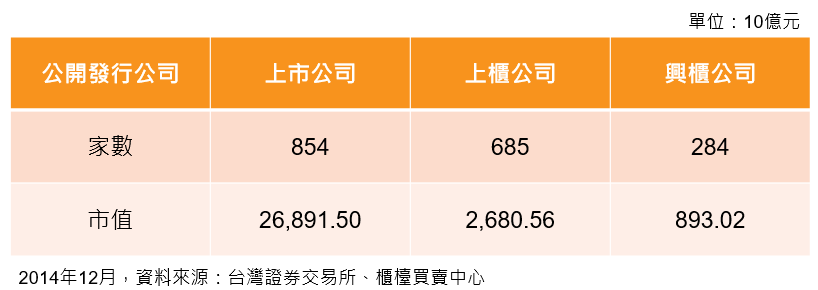 單位：10億元
公開發行公司 上市公司 上櫃公司 興櫃公司
家數 854 685 284
市值 26,891.50 2,680.56 893.02
2014年12月，資料來源：台灣證券交易所、櫃檯買賣中心